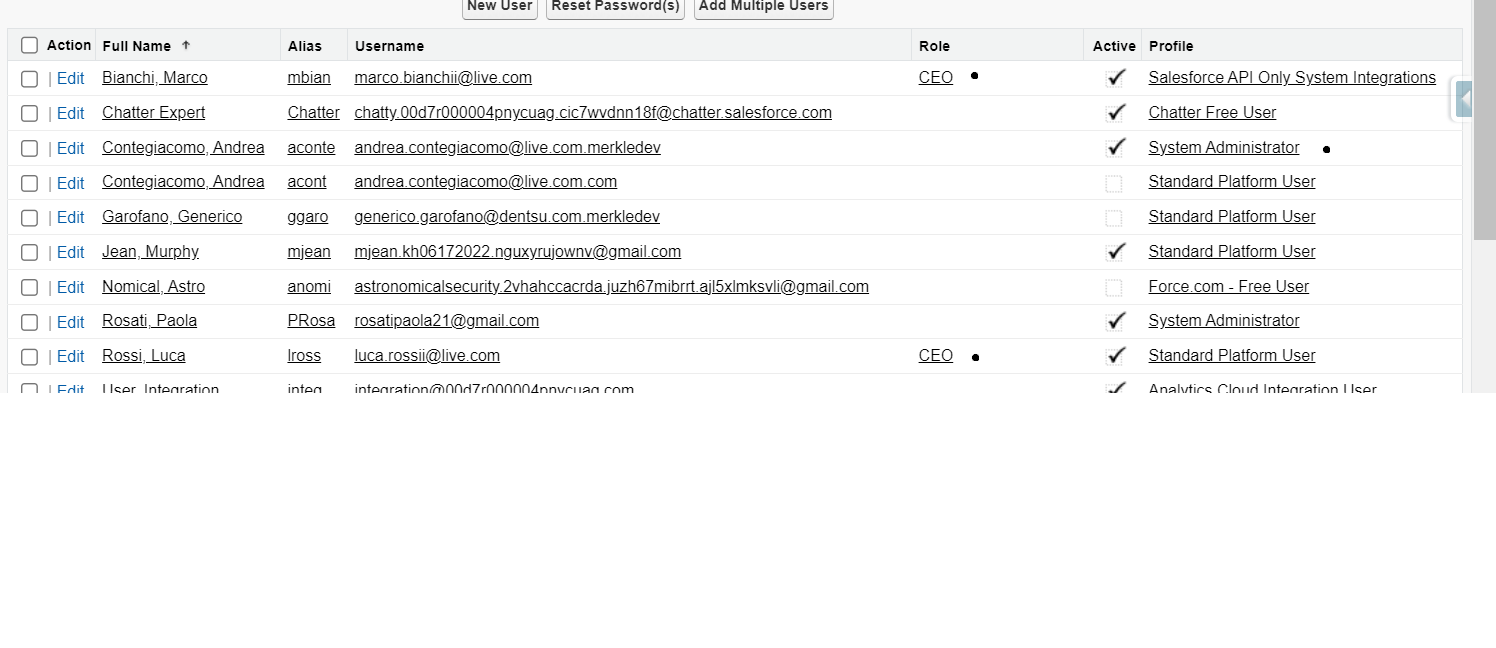 New User Reset Password(s) Add Multiple Users
Action Full Name ↑ Alias Username Role Active Profile
| Edit Bianchi, Marco mbian marco.bianchii@live.com CEO Salesforce API Only System Integrations
| Edit Chatter Expert Chatter chatty.00d7r000004pnycuag.cic7wvdnn18f@chatter.salesforce.com Chatter Free User
| Edit Contegiacomo, Andrea aconte andrea.contegiacomo@live.com.merkledev System Administrator
| Edit Contegiacomo, Andrea acont andrea.contegiacomo@live.com.com Standard Platform User
| Edit Garofano, Generico ggaro generico.garofano@dentsu.com.merkledev Standard Platform User
| Edit Jean, Murphy mjean mjean.kh06172022.nguxyrujownv@gmail.com Standard Platform User
| Edit Nomical, Astro anomi astronomicalsecurity.2vhahccacrda.juzh67mibrrt.ajl5xlmksvli@gmail.com Force.com - Free User
| Edit Rosati, Paola PRosa rosatipaola21@gmail.com System Administrator
| Edit Rossi, Luca lross luca.rossii@live.com CEO Standard Platform User
| Edit User, Integration integ integration@00d7r000004pnycuag.com Analytics Cloud Integration User